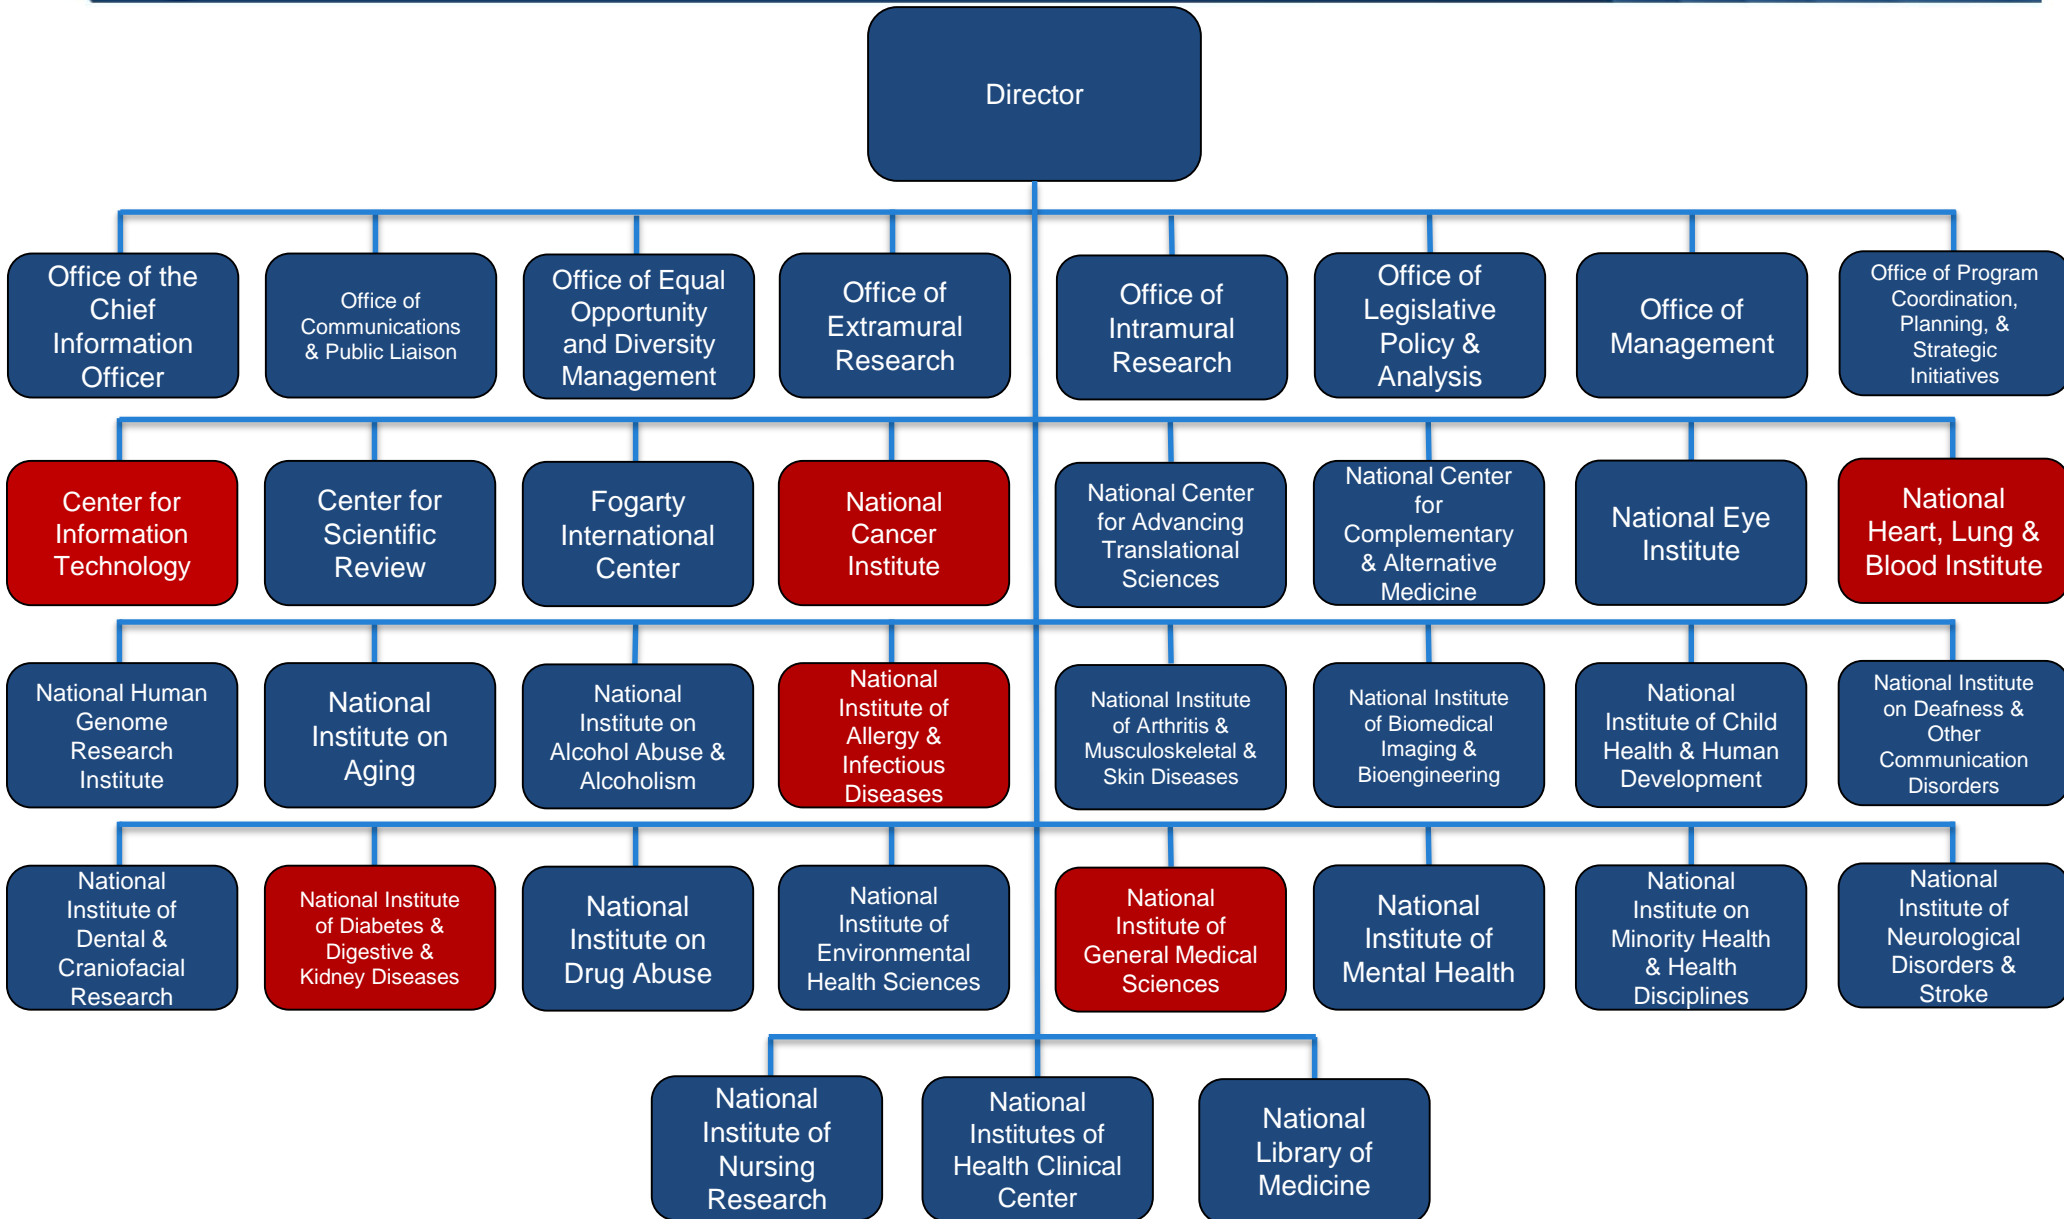 Director
Office of the
Chief
Information
Officer
Office of
Communications
& Public Liaison
Office of Equal
Opportunity
and Diversity
Management
Office of
Extramural
Research
Office of
Intramural
Research
Office of
Legislative
Policy &
Analysis
Office of
Management
Office of Program
Coordination,
Planning, &
Strategic
Initiatives
Center for
Information
Technology
Center for
Scientific
Review
Fogarty
International
Center
National
Cancer
Institute
National Center
for Advancing
Translational
Sciences
National Center
for
Complementary
& Alternative
Medicine
National Eye
Institute
National
Heart, Lung &
Blood Institute
National Human
Genome
Research
Institute
National
Institute on
Aging
National
Institute on
Alcohol Abuse &
Alcoholism
National
Institute of
Allergy &
Infectious
Diseases
National Institute
of Arthritis &
Musculoskeletal &
Skin Diseases
National Institute
of Biomedical
Imaging &
Bioengineering
National
Institute of Child
Health & Human
Development
National Institute
on Deafness &
Other
Communication
Disorders
National
Institute of
Dental &
Craniofacial
Research
National Institute
of Diabetes &
Digestive &
Kidney Diseases
National
Institute on
Drug Abuse
National
Institute of
Environmental
Health Sciences
National
Institute of
General Medical
Sciences
National
Institute of
Mental Health
National
Institute on
Minority Health
& Health
Disciplines
National
Institute of
Neurological
Disorders &
Stroke
National
Institute of
Nursing
Research
National
Institutes of
Health Clinical
Center
National
Library of
Medicine